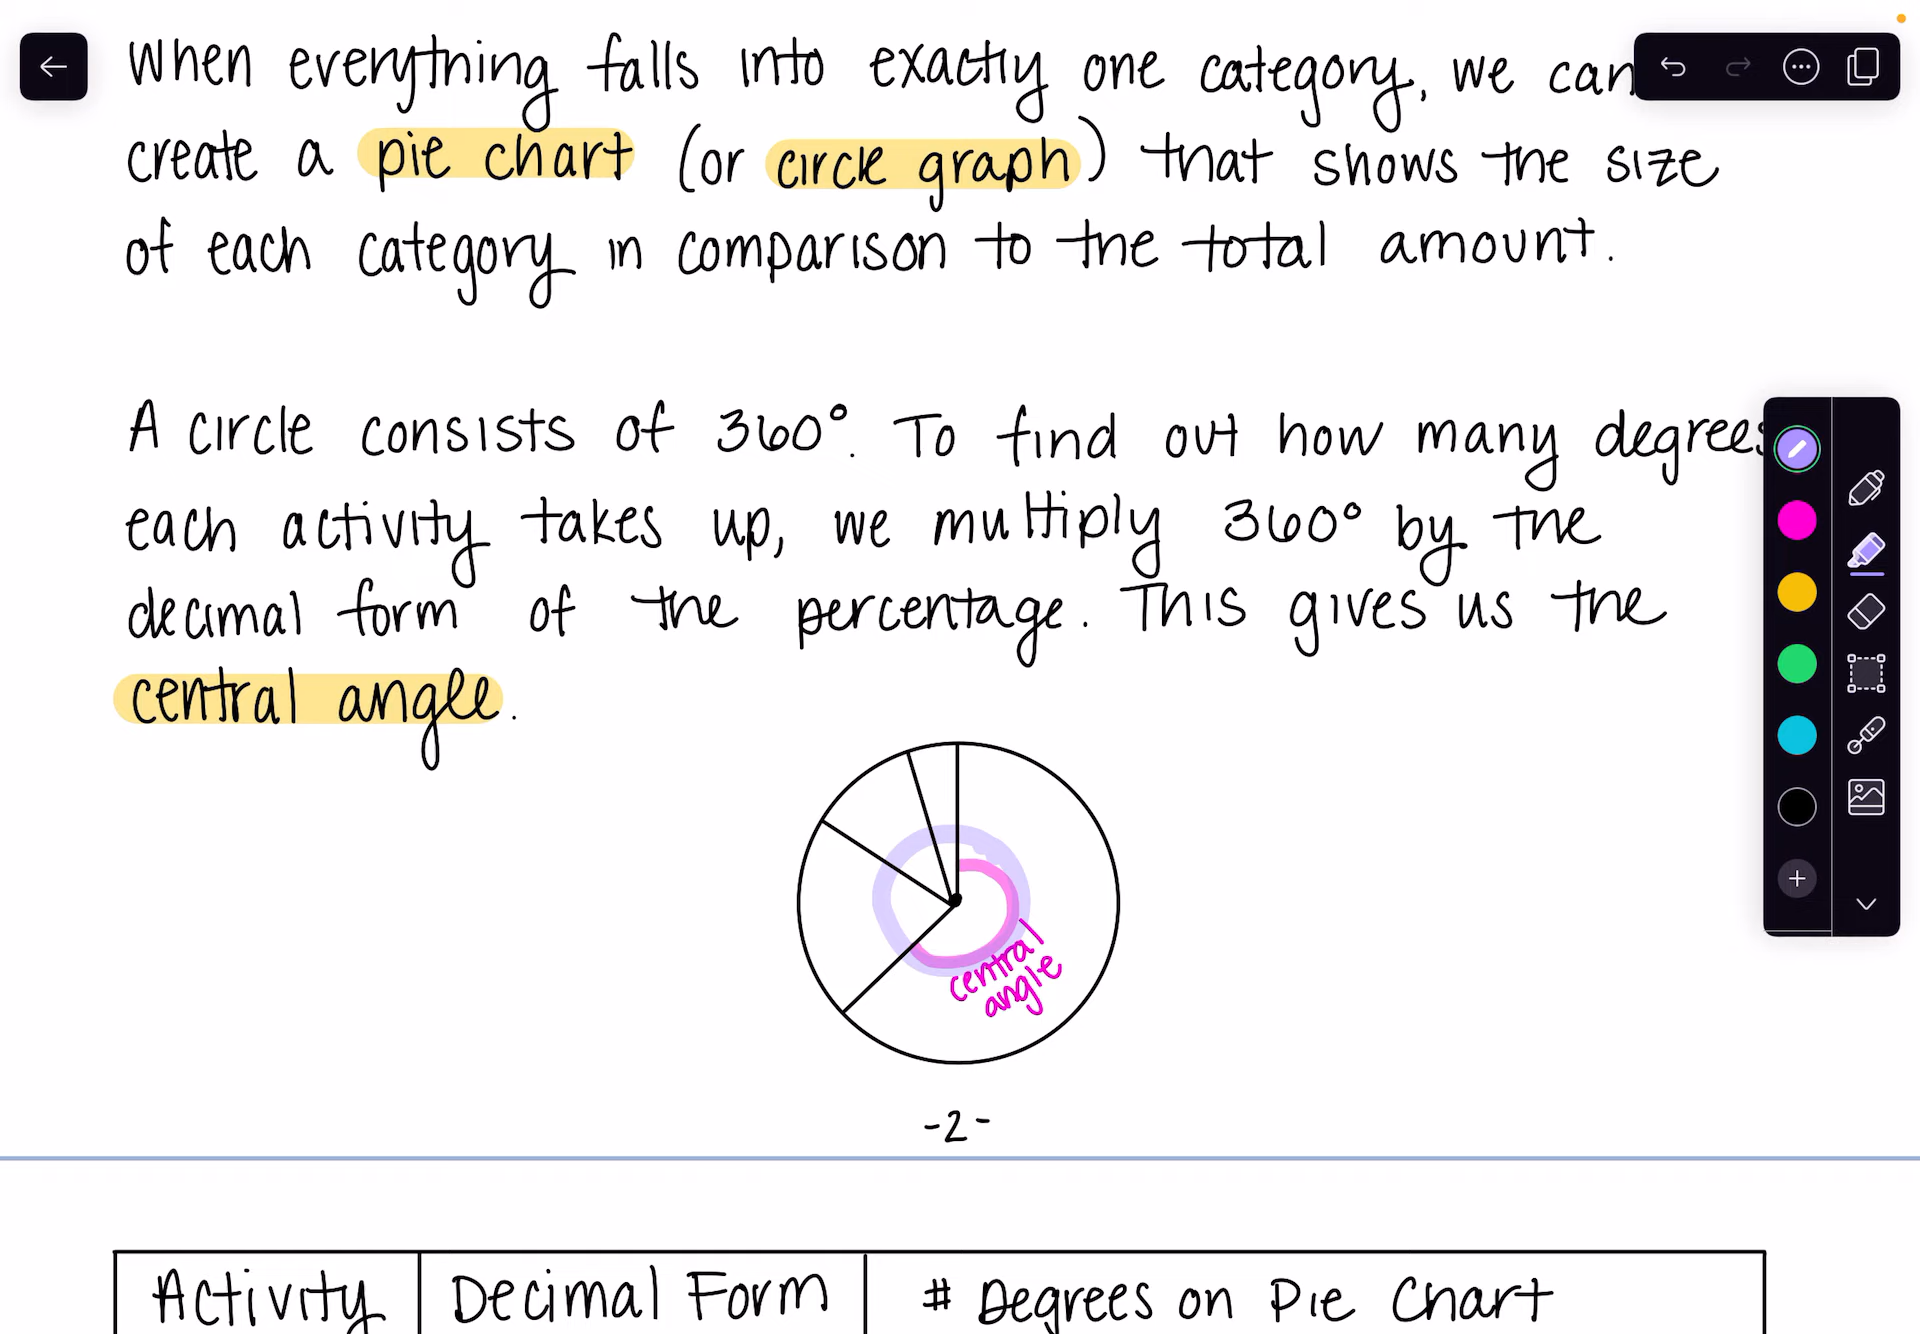 When everything falls into exactly one category, we can
create a pie chart (or circle graph) that shows the size
of each category in comparison to the total amount.
A circle consists of 360°. To find out how many degrees
each activity takes up, we multiply 360° by the
decimal form of the percentage. This gives us the
central angle.
central
angle
-2-
Activity Decimal Form # Degrees on Pie Chart